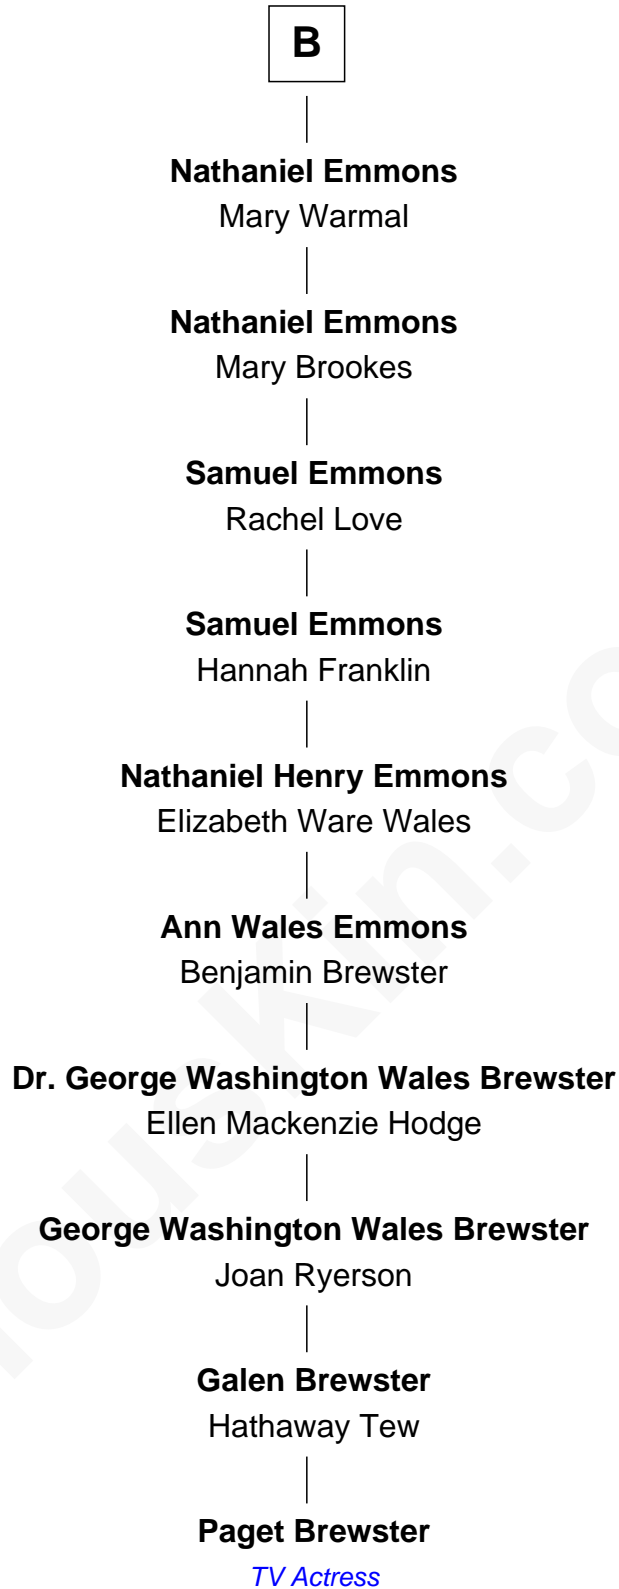 B
Nathaniel Emmons
Mary Warmal
Nathaniel Emmons
Mary Brookes
Samuel Emmons
Rachel Love
Samuel Emmons
Hannah Franklin
Nathaniel Henry Emmons
Elizabeth Ware Wales
Ann Wales Emmons
Benjamin Brewster
Dr. George Washington Wales Brewster
Ellen Mackenzie Hodge
George Washington Wales Brewster
Joan Ryerson
Galen Brewster
Hathaway Tew
Paget Brewster
TV Actress